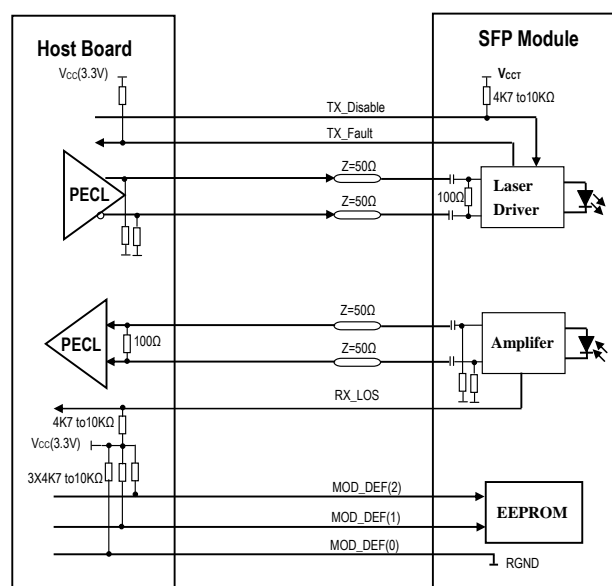 Host Board
SFP Module
Vcc(3.3V)
VCCT
4K7 to10KΩ
TX_Disable
TX_Fault
Z=50Ω
PECL
100Ω
Laser
Driver
Z=50Ω
Z=50Ω
PECL
100Ω
Amplifer
Z=50Ω
RX_LOS
4K7 to10KΩ
Vcc(3.3V)
3X4K7 to10KΩ
MOD_DEF(2)
EEPROM
MOD_DEF(1)
MOD_DEF(0)
RGND